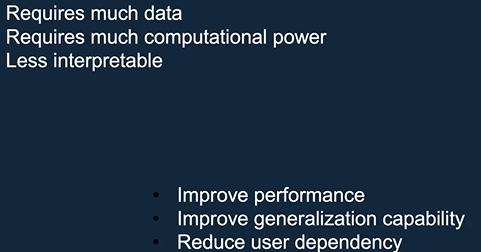 Requires much data
Requires much computational power
Less interpretable
• Improve performance
• Improve generalization capability
• Reduce user dependency